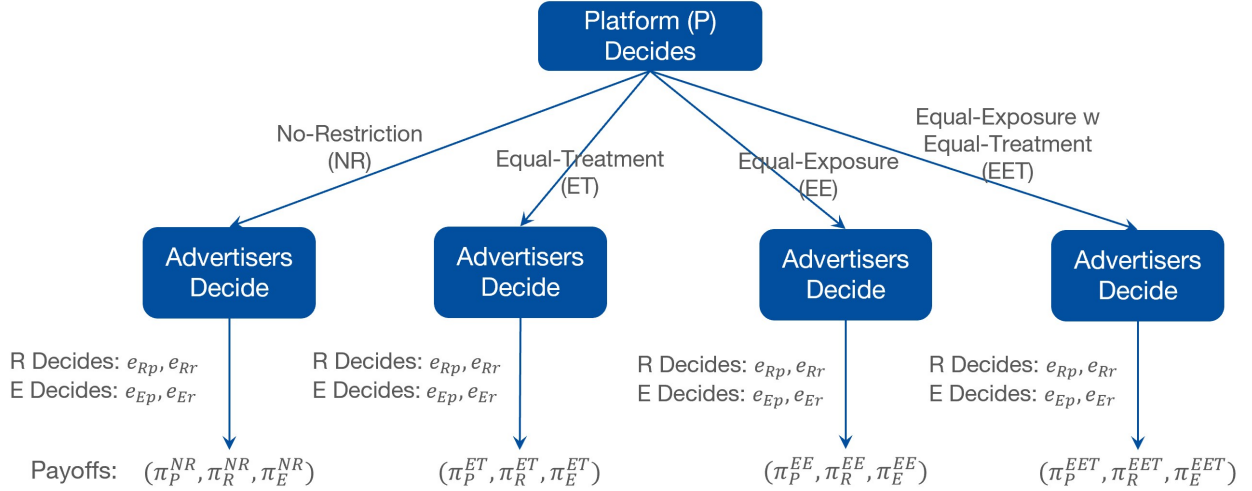 Platform (P)
Decides
No-Restriction
(NR)
Equal-Treatment
(ET)
Equal-Exposure
(EE)
Equal-Exposure w
Equal-Treatment
(EET)
Advertisers
Decide
Advertisers
Decide
Advertisers
Decide
Advertisers
Decide
R Decides: e_{Rp}, e_{Rr}
E Decides: e_{Ep}, e_{Er}
R Decides: e_{Rp}, e_{Rr}
E Decides: e_{Ep}, e_{Er}
R Decides: e_{Rp}, e_{Rr}
E Decides: e_{Ep}, e_{Er}
R Decides: e_{Rp}, e_{Rr}
E Decides: e_{Ep}, e_{Er}
Payoffs: (π_P^{NR}, π_R^{NR}, π_E^{NR}) (π_P^{ET}, π_R^{ET}, π_E^{ET}) (π_P^{EE}, π_R^{EE}, π_E^{EE}) (π_P^{EET}, π_R^{EET}, π_E^{EET})